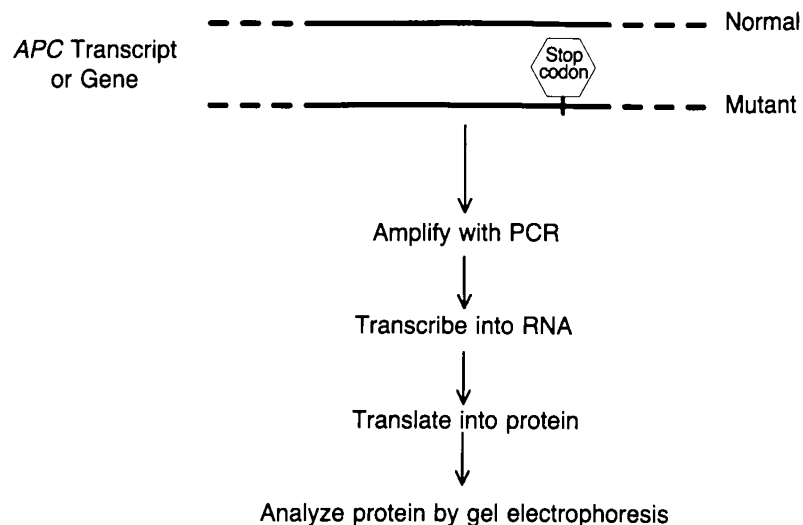 Normal
APC Transcript
or Gene
Stop
codon
Mutant
Amplify with PCR
Transcribe into RNA
Translate into protein
Analyze protein by gel electrophoresis